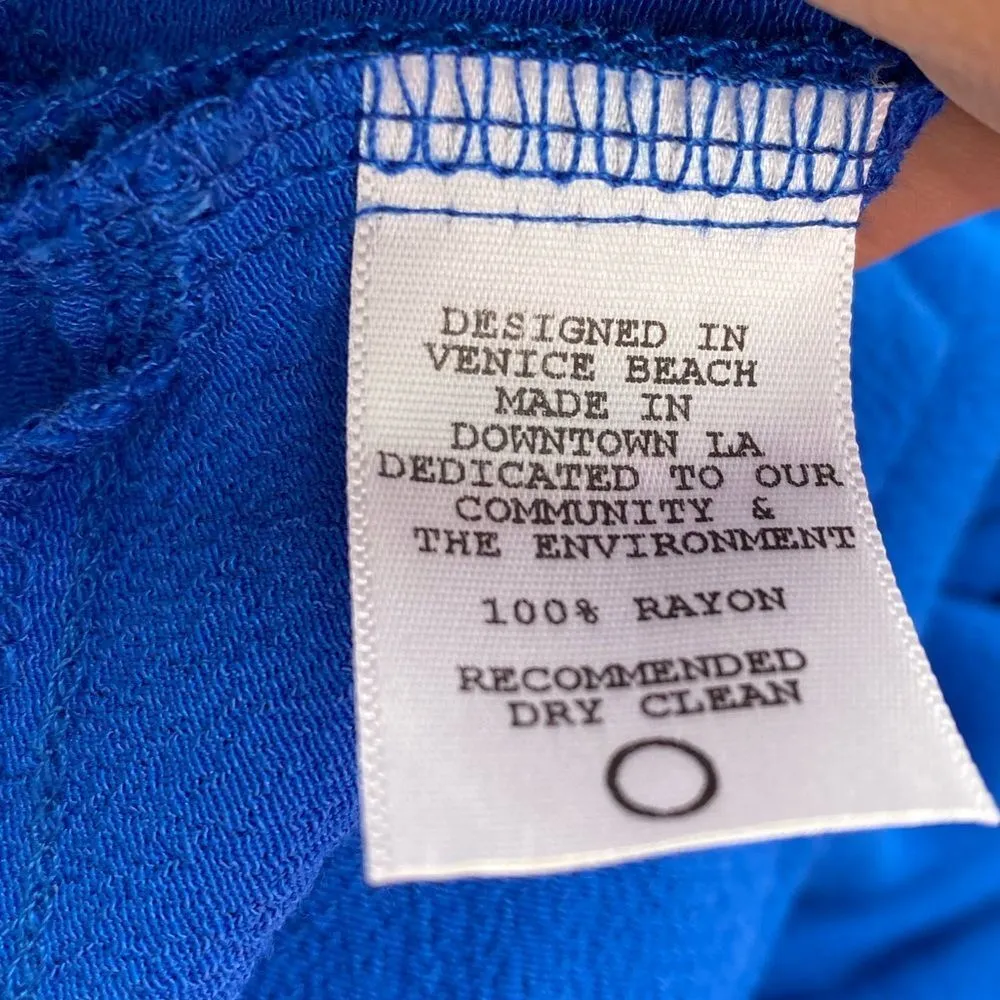 DESIGNED IN
VENICE BEACH
MADE IN
DOWNTOWN LA
DEDICATED TO OUR
COMMUNITY &
THE ENVIRONMENT
100% RAYON
RECOMMENDED
DRY CLEAN